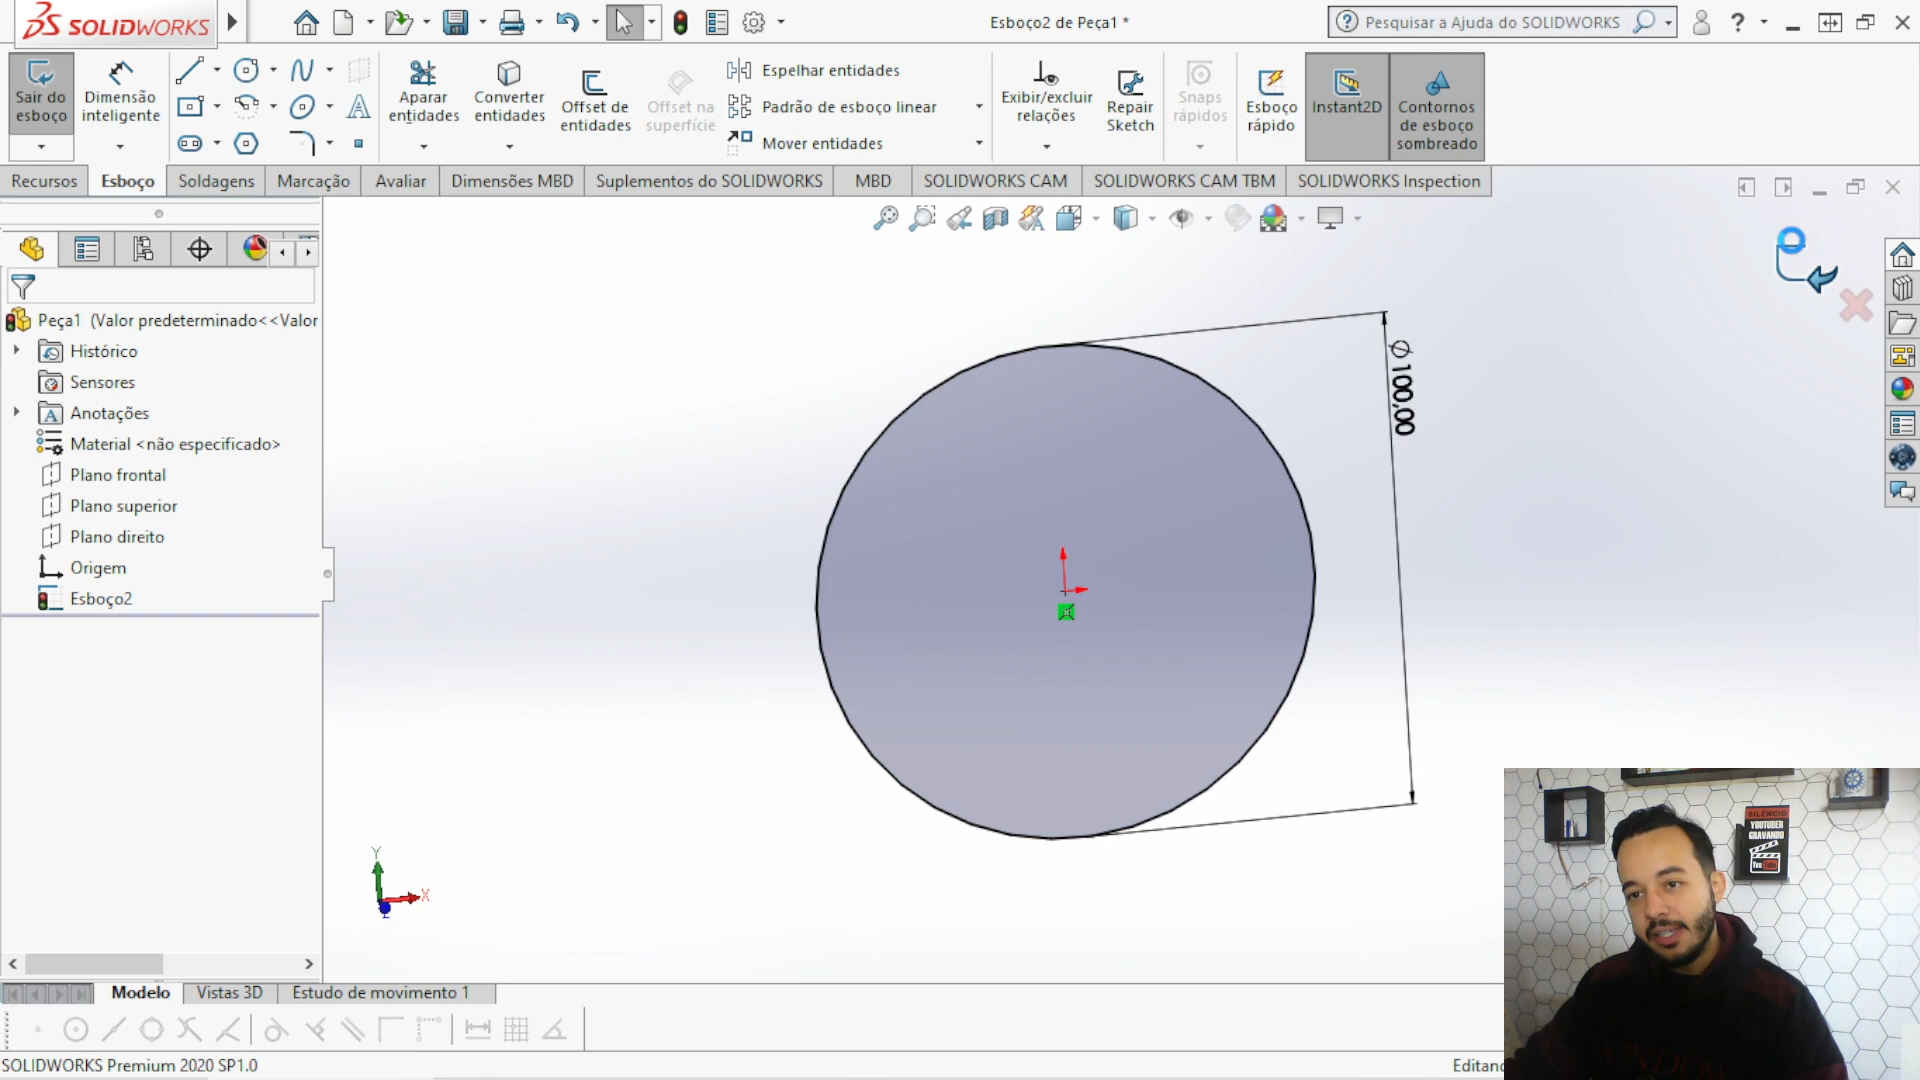 SOLIDWORKS
Esboço2 de Peça1 *
Pesquisar a Ajuda do SOLIDWORKS
Sair do
esboço
Dimensão
inteligente
Aparar
entidades
Converter
entidades
Offset de
entidades
Offset na
superfície
Espelhar entidades
Padrão de esboço linear
Mover entidades
Exibir/excluir
relações
Repair
Sketch
Snaps
rápidos
Esboço
rápido
Instant2D
Contornos
de esboço
sombreado
Recursos
Esboço
Soldagens
Marcação
Avaliar
Dimensões MBD
Suplementos do SOLIDWORKS
MBD
SOLIDWORKS CAM
SOLIDWORKS CAM TBM
SOLIDWORKS Inspection
Peça1 (Valor predeterminado<<Valor
Histórico
Sensores
Anotações
Material <não especificado>
Plano frontal
Plano superior
Plano direito
Origem
Esboço2
Ø100,00
Y
X
Z
SILÊNCIO
YOUTUBER
GRAVANDO
You Tube
Modelo
Vistas 3D
Estudo de movimento 1
SOLIDWORKS Premium 2020 SP1.0
Editand